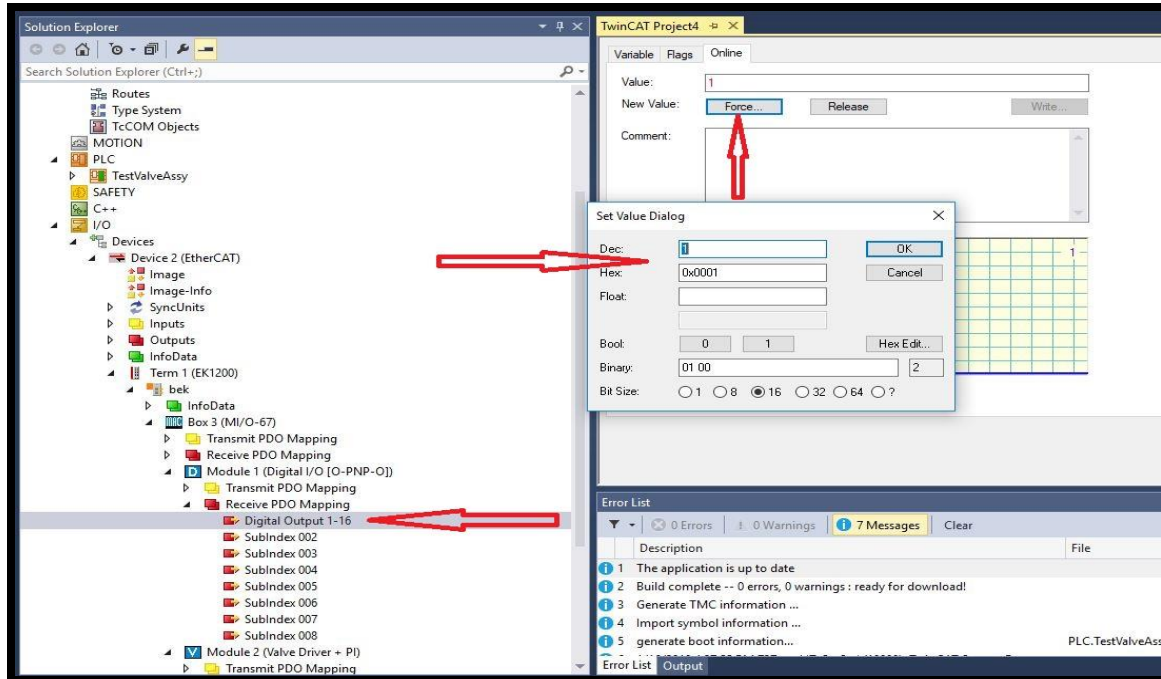 Solution Explorer
Search Solution Explorer (Ctrl+;)
Routes
Type System
TcCOM Objects
MOTION
PLC
TestValveAssy
SAFETY
C++
I/O
Devices
Device 2 (EtherCAT)
Image
Image-Info
SyncUnits
Inputs
Outputs
InfoData
Term 1 (EK1200)
bek
InfoData
Box 3 (MI/O-67)
Transmit PDO Mapping
Receive PDO Mapping
Module 1 (Digital I/O [O-PNP-O])
Transmit PDO Mapping
Receive PDO Mapping
Digital Output 1-16
SubIndex 002
SubIndex 003
SubIndex 004
SubIndex 005
SubIndex 006
SubIndex 007
SubIndex 008
Module 2 (Valve Driver + PI)
Transmit PDO Mapping
TwinCAT Project4
Variable Flags Online
Value: 1
New Value: Force... Release Write...
Comment:
1
Set Value Dialog
Dec: 1 OK
Hex: 0x0001 Cancel
Float:
Bool: 0 1 Hex Edit...
Binary: 01 00 2
Bit Size: 1 8 16 32 64 ?
Error List
0 Errors 0 Warnings 7 Messages Clear
Description File
1 The application is up to date
2 Build complete -- 0 errors, 0 warnings : ready for download!
3 Generate TMC information ...
4 Import symbol information ...
5 generate boot information... PLC.TestValveAss
Error List Output